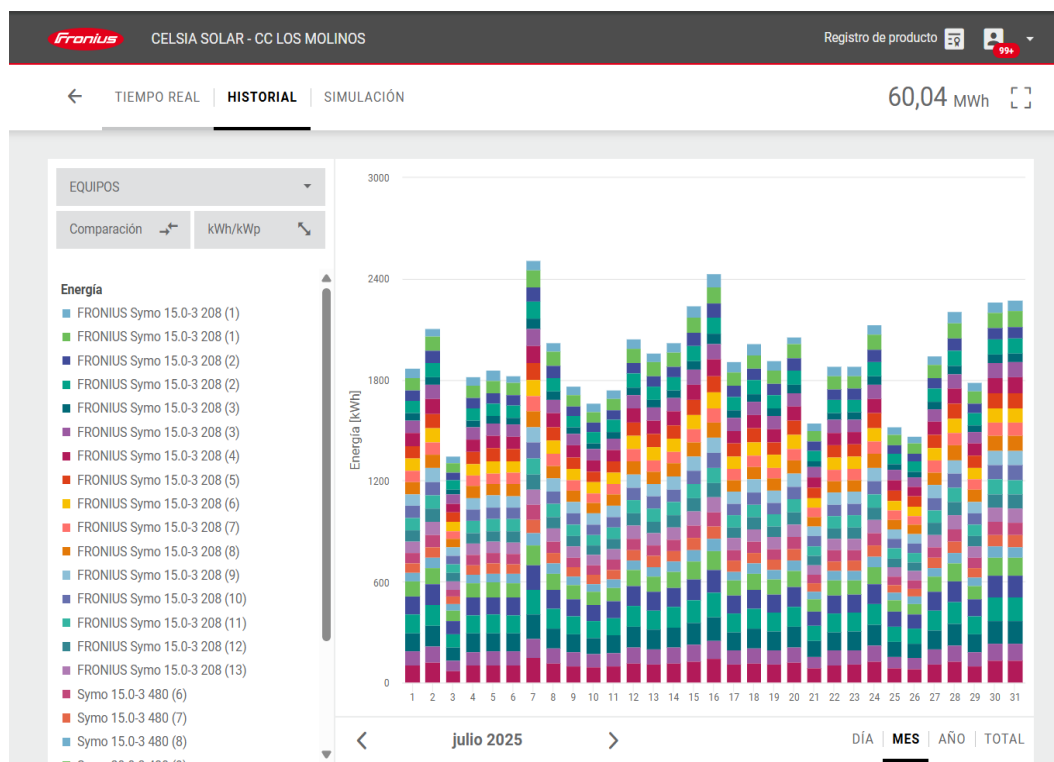 Fronius CELSIA SOLAR - CC LOS MOLINOS Registro de producto 99+
TIEMPO REAL HISTORIAL SIMULACIÓN 60,04 MWh
EQUIPOS
Comparación kWh/kWp
Energía
FRONIUS Symo 15.0-3 208 (1)
FRONIUS Symo 15.0-3 208 (1)
FRONIUS Symo 15.0-3 208 (2)
FRONIUS Symo 15.0-3 208 (2)
FRONIUS Symo 15.0-3 208 (3)
FRONIUS Symo 15.0-3 208 (3)
FRONIUS Symo 15.0-3 208 (4)
FRONIUS Symo 15.0-3 208 (5)
FRONIUS Symo 15.0-3 208 (6)
FRONIUS Symo 15.0-3 208 (7)
FRONIUS Symo 15.0-3 208 (8)
FRONIUS Symo 15.0-3 208 (9)
FRONIUS Symo 15.0-3 208 (10)
FRONIUS Symo 15.0-3 208 (11)
FRONIUS Symo 15.0-3 208 (12)
FRONIUS Symo 15.0-3 208 (13)
Symo 15.0-3 480 (6)
Symo 15.0-3 480 (7)
Symo 15.0-3 480 (8)
Energía [kWh]
3000
2400
1800
1200
600
0
1 2 3 4 5 6 7 8 9 10 11 12 13 14 15 16 17 18 19 20 21 22 23 24 25 26 27 28 29 30 31
julio 2025 DÍA MES AÑO TOTAL